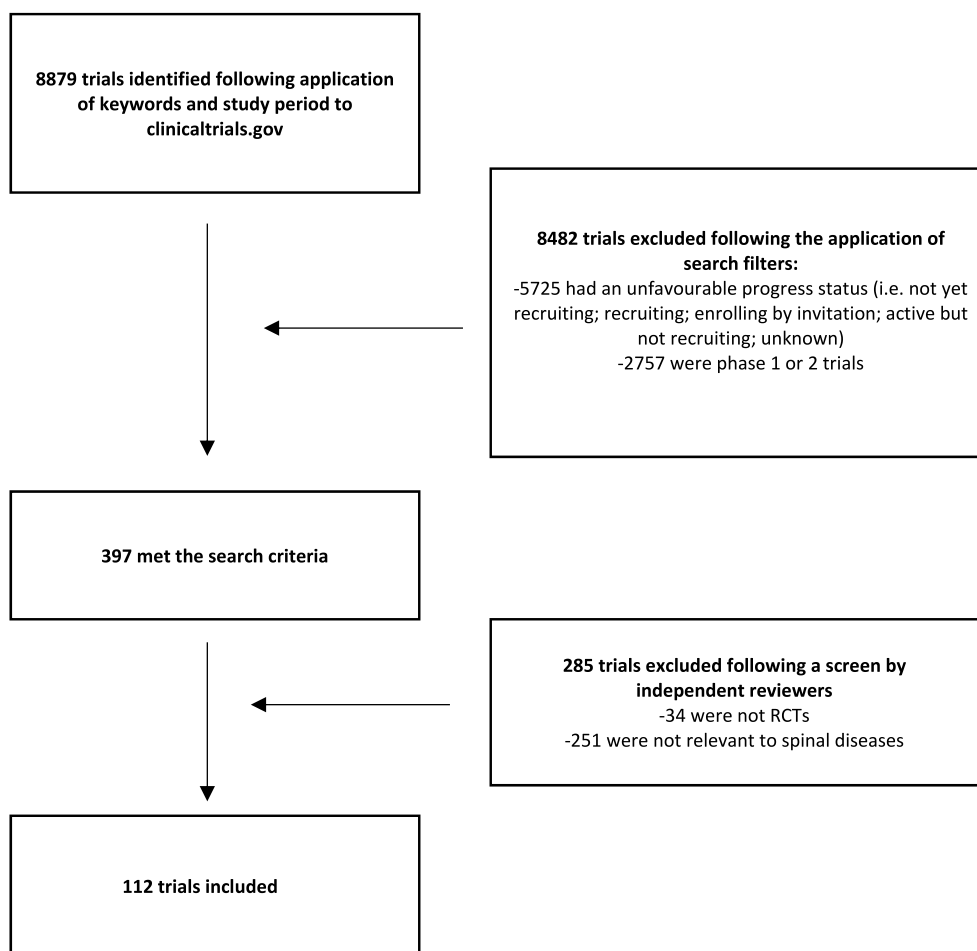 8879 trials identified following application
of keywords and study period to
clinicaltrials.gov
8482 trials excluded following the application of
search filters:
-5725 had an unfavourable progress status (i.e. not yet
recruiting; recruiting; enrolling by invitation; active but
not recruiting; unknown)
-2757 were phase 1 or 2 trials
397 met the search criteria
285 trials excluded following a screen by
independent reviewers
-34 were not RCTs
-251 were not relevant to spinal diseases
112 trials included